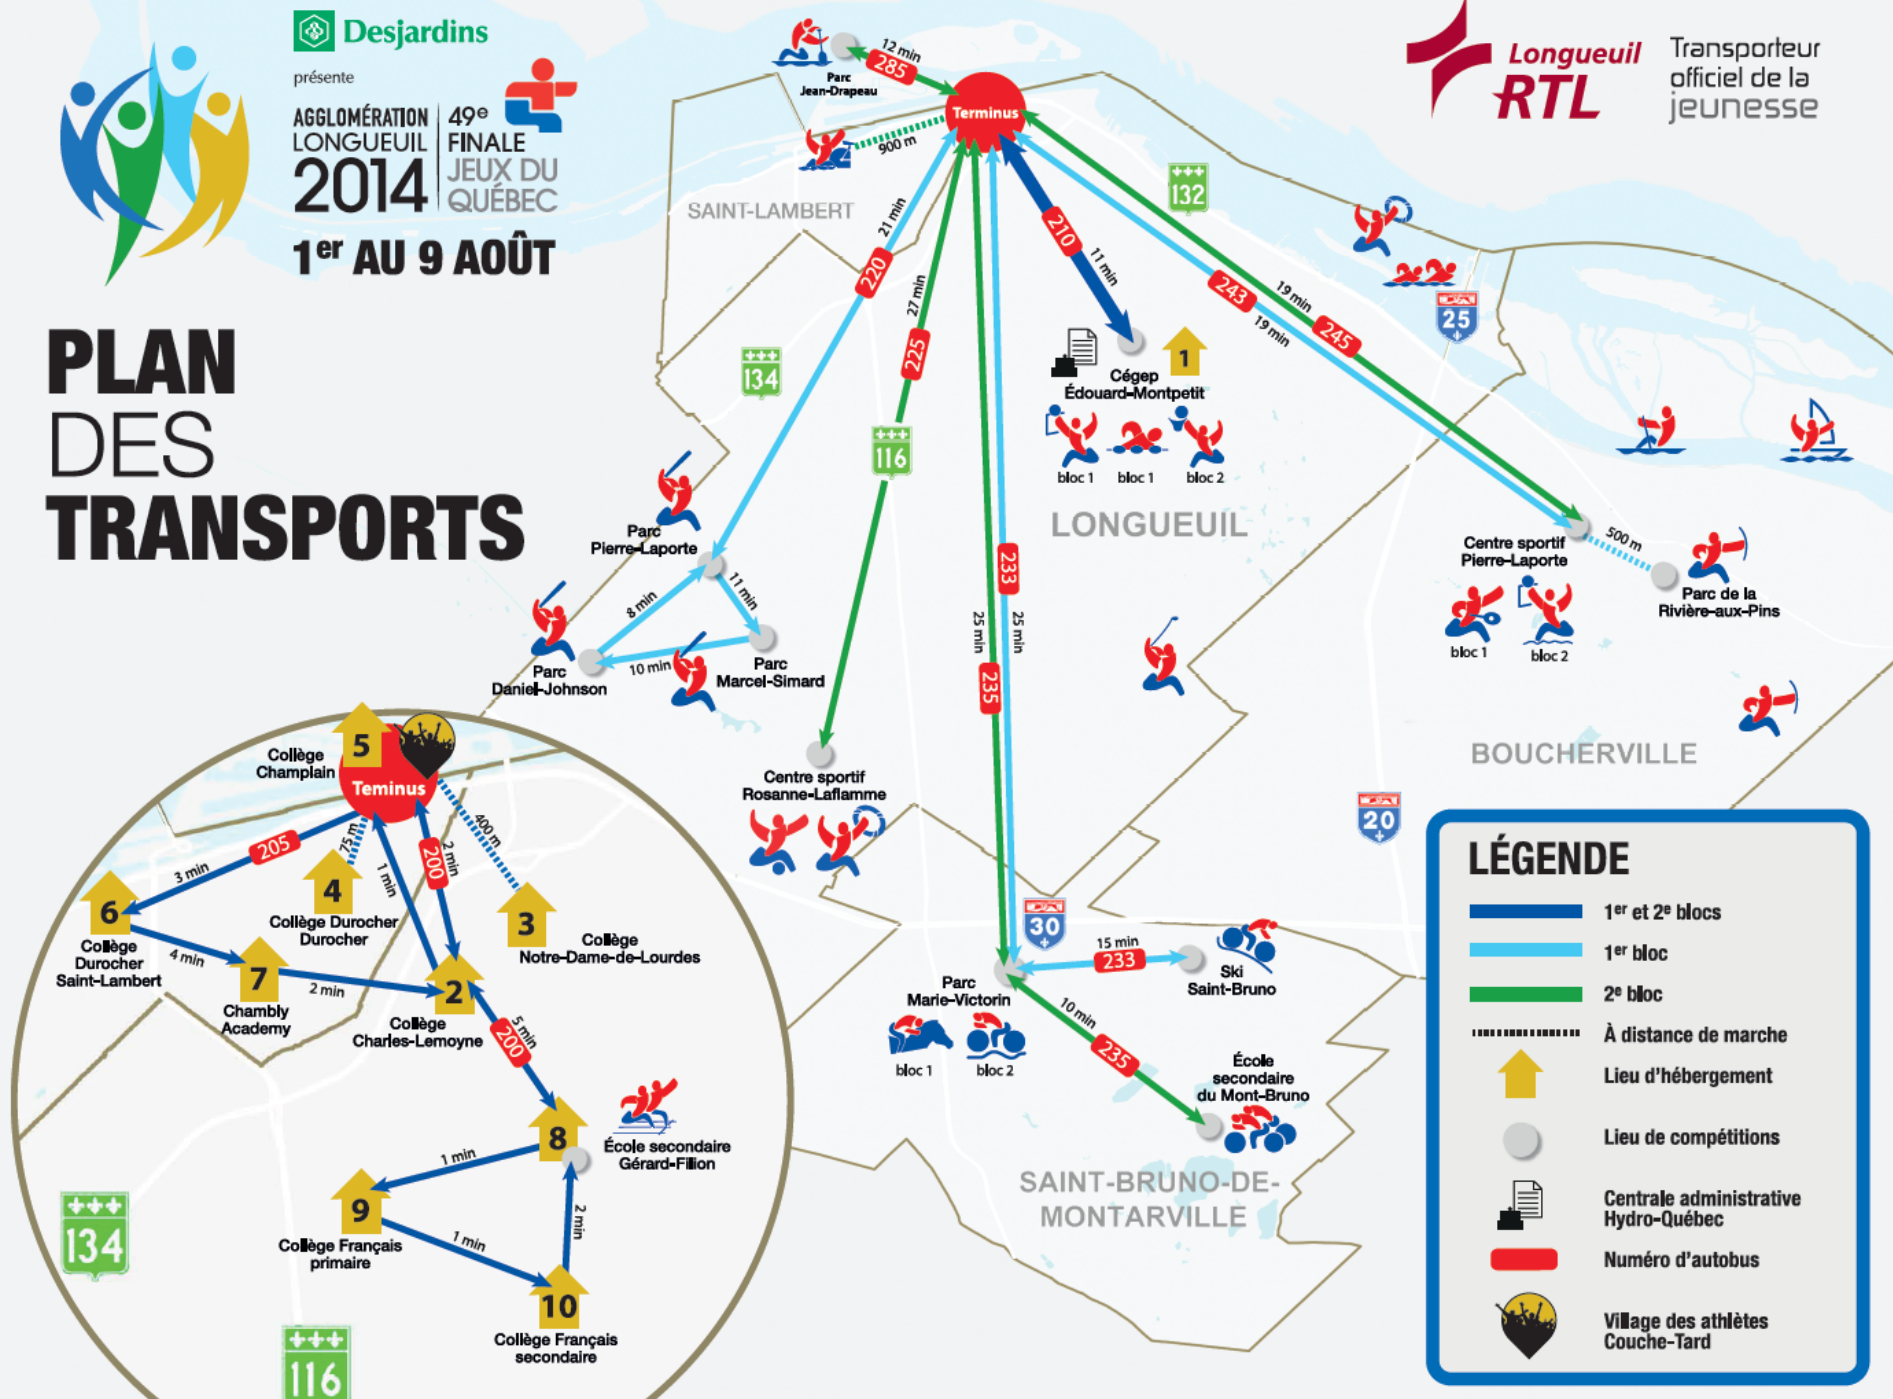 Desjardins
présente
AGGLOMÉRATION
LONGUEUIL
2014
49e
FINALE
JEUX DU
QUÉBEC
1er AU 9 AOÛT
PLAN
DES
TRANSPORTS
Longueuil
RTL
Transporteur
officiel de la
jeunesse
12 min
285
Parc
Jean-Drapeau
Terminus
900 m
SAINT-LAMBERT
132
21 min
220
27 min
225
210
11 min
243
19 min
19 min
245
25
134
116
1
Cégep
Édouard-Montpetit
bloc 1
bloc 1
bloc 2
LONGUEUIL
Parc
Pierre-Laporte
8 min
11 min
10 min
Parc
Daniel-Johnson
Parc
Marcel-Simard
233
25 min
25 min
235
Centre sportif
Pierre-Laporte
bloc 1
bloc 2
500 m
Parc de la
Rivière-aux-Pins
BOUCHERVILLE
20
Centre sportif
Rosanne-Laflamme
30
15 min
233
Ski
Saint-Bruno
Parc
Marie-Victorin
bloc 1
bloc 2
10 min
235
École
secondaire
du Mont-Bruno
SAINT-BRUNO-DE-
MONTARVILLE
5
Collège
Champlain
Teminus
205
3 min
75 m
1 min
200
2 min
400 m
6
Collège
Durocher
Saint-Lambert
4
Collège Durocher
Durocher
3
Collège
Notre-Dame-de-Lourdes
4 min
7
Chambly
Academy
2 min
2
Collège
Charles-Lemoyne
5 min
200
8
École secondaire
Gérard-Filion
1 min
9
Collège Français
primaire
1 min
2 min
10
Collège Français
secondaire
134
116
LÉGENDE
1er et 2e blocs
1er bloc
2e bloc
À distance de marche
Lieu d'hébergement
Lieu de compétitions
Centrale administrative
Hydro-Québec
Numéro d'autobus
Village des athlètes
Couche-Tard